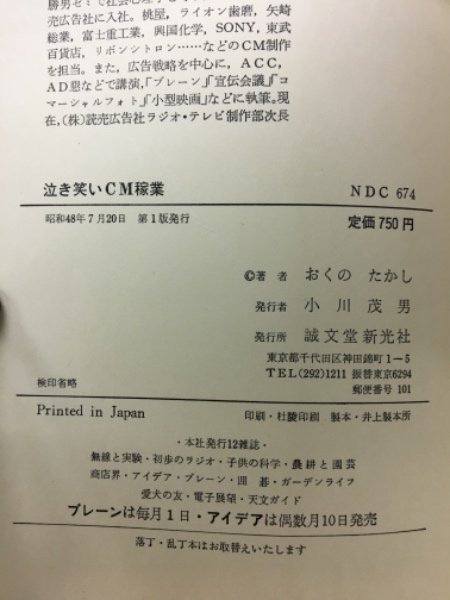 勝男ゼミで社会心理学を
売広告社に入社。桃屋，ライオン歯磨，矢崎
総業，富士重工業，興国化学，SONY，東武
百貨店，リボンシトロン……などのCM制作
を担当。また，広告戦略を中心に，ACC，
AD懇などで講演，「ブレーン」「宣伝会議」「コ
マーシャルフォト」「小型映画」などに執筆。現
在，（株）読売広告社ラジオ・テレビ制作部次長
泣き笑いCM稼業 NDC 674
昭和48年7月20日 第1版発行 定価750円
©著者 おくの たかし
発行者 小川茂男
発行所 誠文堂新光社
東京都千代田区神田錦町1－5
TEL(292)1211 振替東京6294
検印省略 郵便番号 101
Printed in Japan 印刷・杜陵印刷 製本・井上製本所
・本社発行12雑誌・
無線と実験・初歩のラジオ・子供の科学・農耕と園芸
商店界・アイデア・ブレーン・囲碁・ガーデンライフ
愛犬の友・電子展望・天文ガイド
ブレーンは毎月1日・アイデアは偶数月10日発売
落丁・乱丁本はお取替えいたします